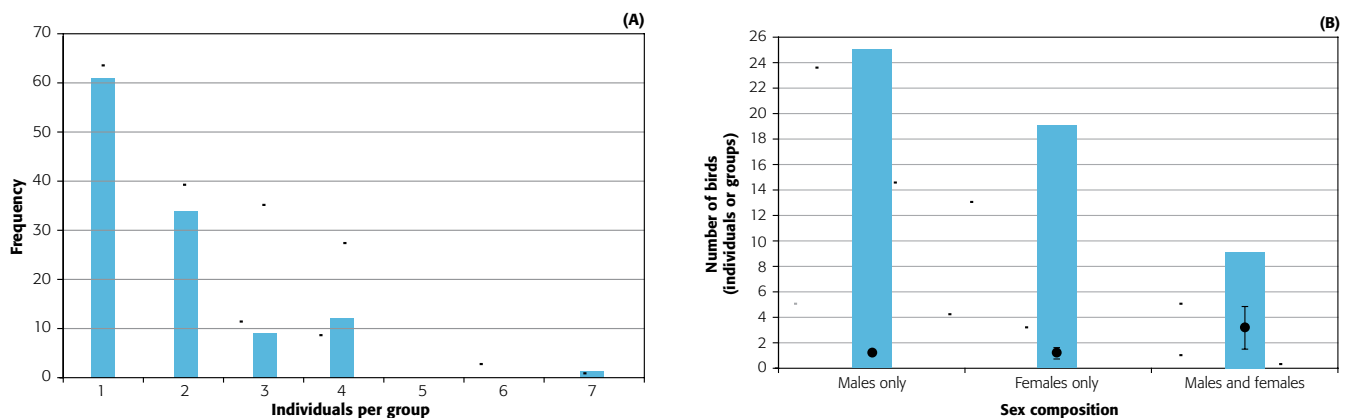 (A)
70
60
50
40
30
20
10
0
Frequency
1 2 3 4 5 6 7
Individuals per group
(B)
26
24
22
20
18
16
14
12
10
8
6
4
2
0
Number of birds
(individuals or groups)
Males only Females only Males and females
Sex composition